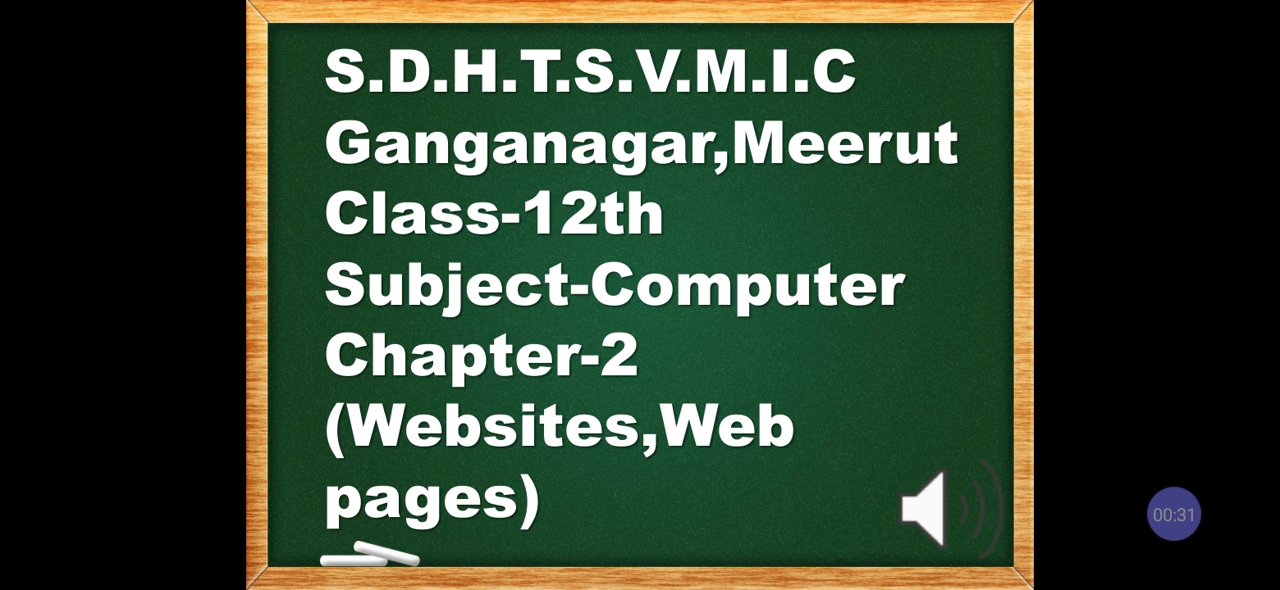 S.D.H.T.S.V.M.I.C
Ganganagar,Meerut
Class-12th
Subject-Computer
Chapter-2
(Websites,Web
pages)
00:31